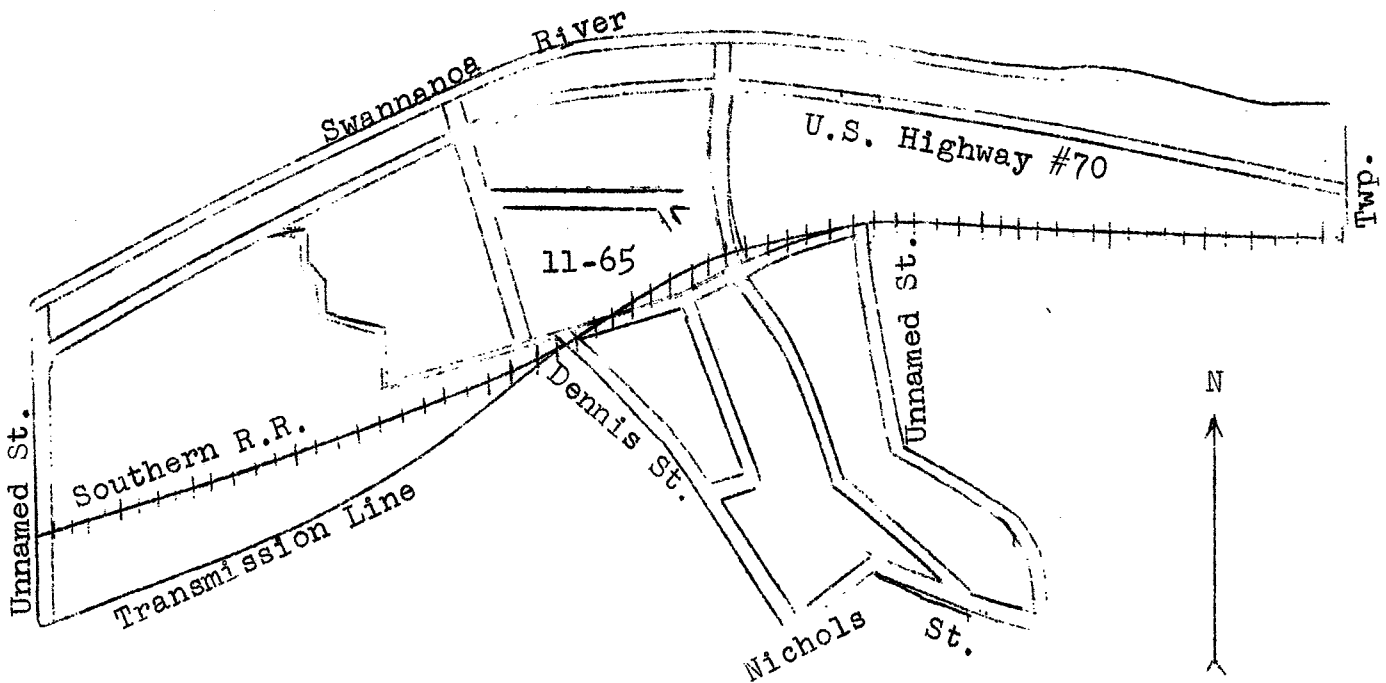 Swannanoa River
U.S. Highway #70
Twp.
11-65
Unnamed St.
N
Dennis St.
Southern R.R.
Unnamed St.
Transmission Line
Nichols St.